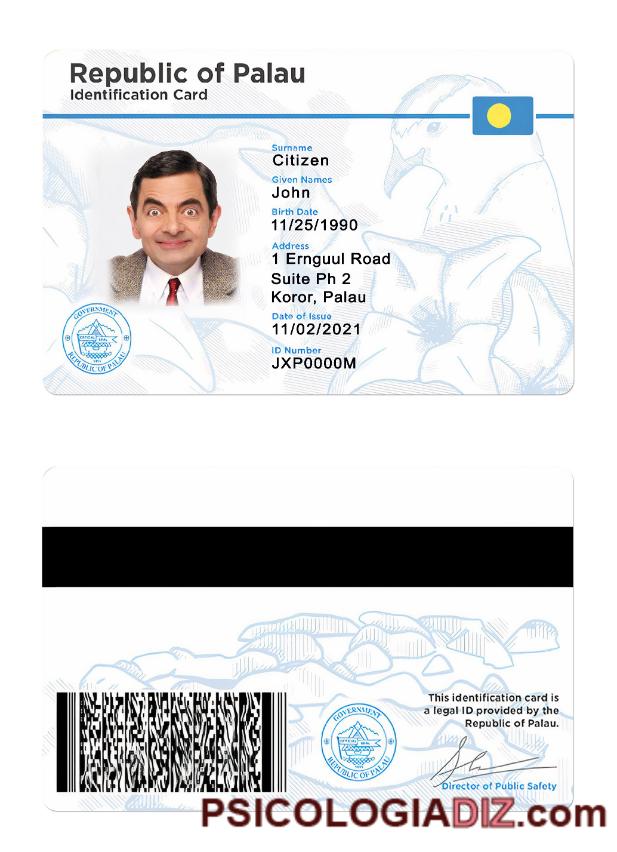 Republic of Palau
Identification Card
Surname
Citizen
Given Names
John
Birth Date
11/25/1990
Address
1 Ernguul Road
Suite Ph 2
Koror, Palau
Date of Issue
11/02/2021
ID Number
JXP0000M
GOVERNMENT
REPUBLIC OF PALAU
This identification card is
a legal ID provided by the
Republic of Palau.
GOVERNMENT
REPUBLIC OF PALAU
Director of Public Safety
PSICOLOGIADIZ.com